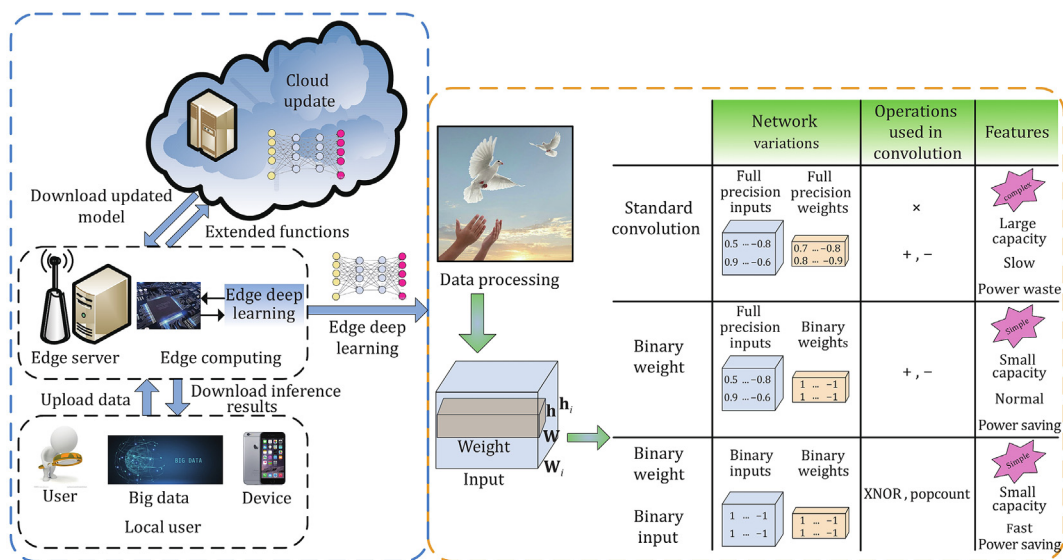 Cloud
update
Download updated
model
Extended functions
Edge deep
learning
Edge server
Edge computing
Edge deep
learning
Upload data
Download inference
results
BIG DATA
User
Big data
Device
Local user
Data processing
h
h_i
W
Weight
W_i
Input
Network
variations
Operations
used in
convolution
Features
Standard
convolution
Full
precision
inputs
Full
precision
weights
0.5 ... −0.8
0.9 ... −0.6
0.7 ... −0.8
0.8 ... −0.9
×
+ , −
complex
Large
capacity
Slow
Power waste
Binary
weight
Full
precision
inputs
Binary
weights
0.5 ... −0.8
0.9 ... −0.6
1 ... −1
1 ... −1
+ , −
Simple
Small
capacity
Normal
Power saving
Binary
weight
Binary
input
Binary inputs
Binary weights
1 ... −1
1 ... −1
1 ... −1
1 ... −1
XNOR , popcount
Simple
Small
capacity
Fast
Power saving